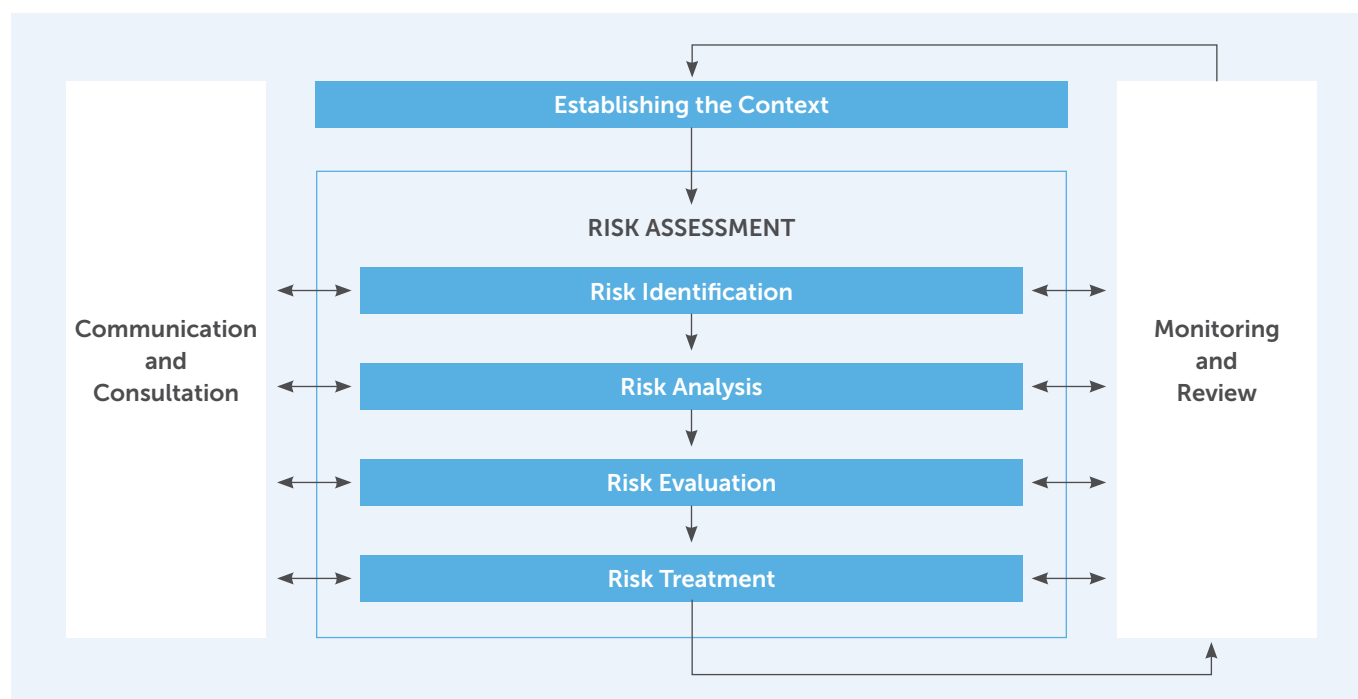 Establishing the Context
RISK ASSESSMENT
Risk Identification
Communication
and
Consultation
Monitoring
and
Review
Risk Analysis
Risk Evaluation
Risk Treatment